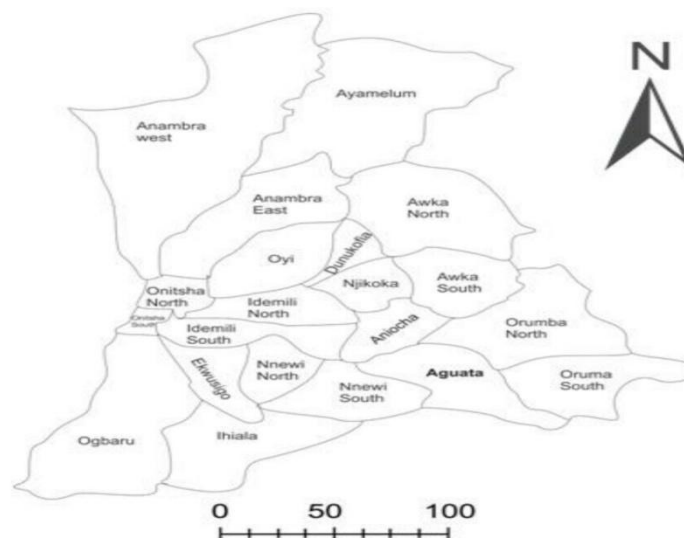 N
Ayamelum
Anambra
west
Anambra
East
Awka
North
Oyi
Dunukofia
Njikoka
Awka
South
Onitsha
North
Idemili
North
Onitsha
South
Idemili
South
Aniocha
Orumba
North
Ekwusigo
Nnewi
North
Nnewi
South
Aguata
Oruma
South
Ogbaru
Ihiala
0 50 100